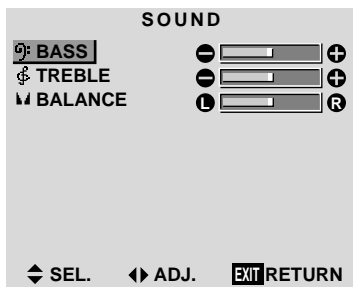 SOUND
BASS
TREBLE
BALANCE L R
SEL. ADJ. EXIT RETURN